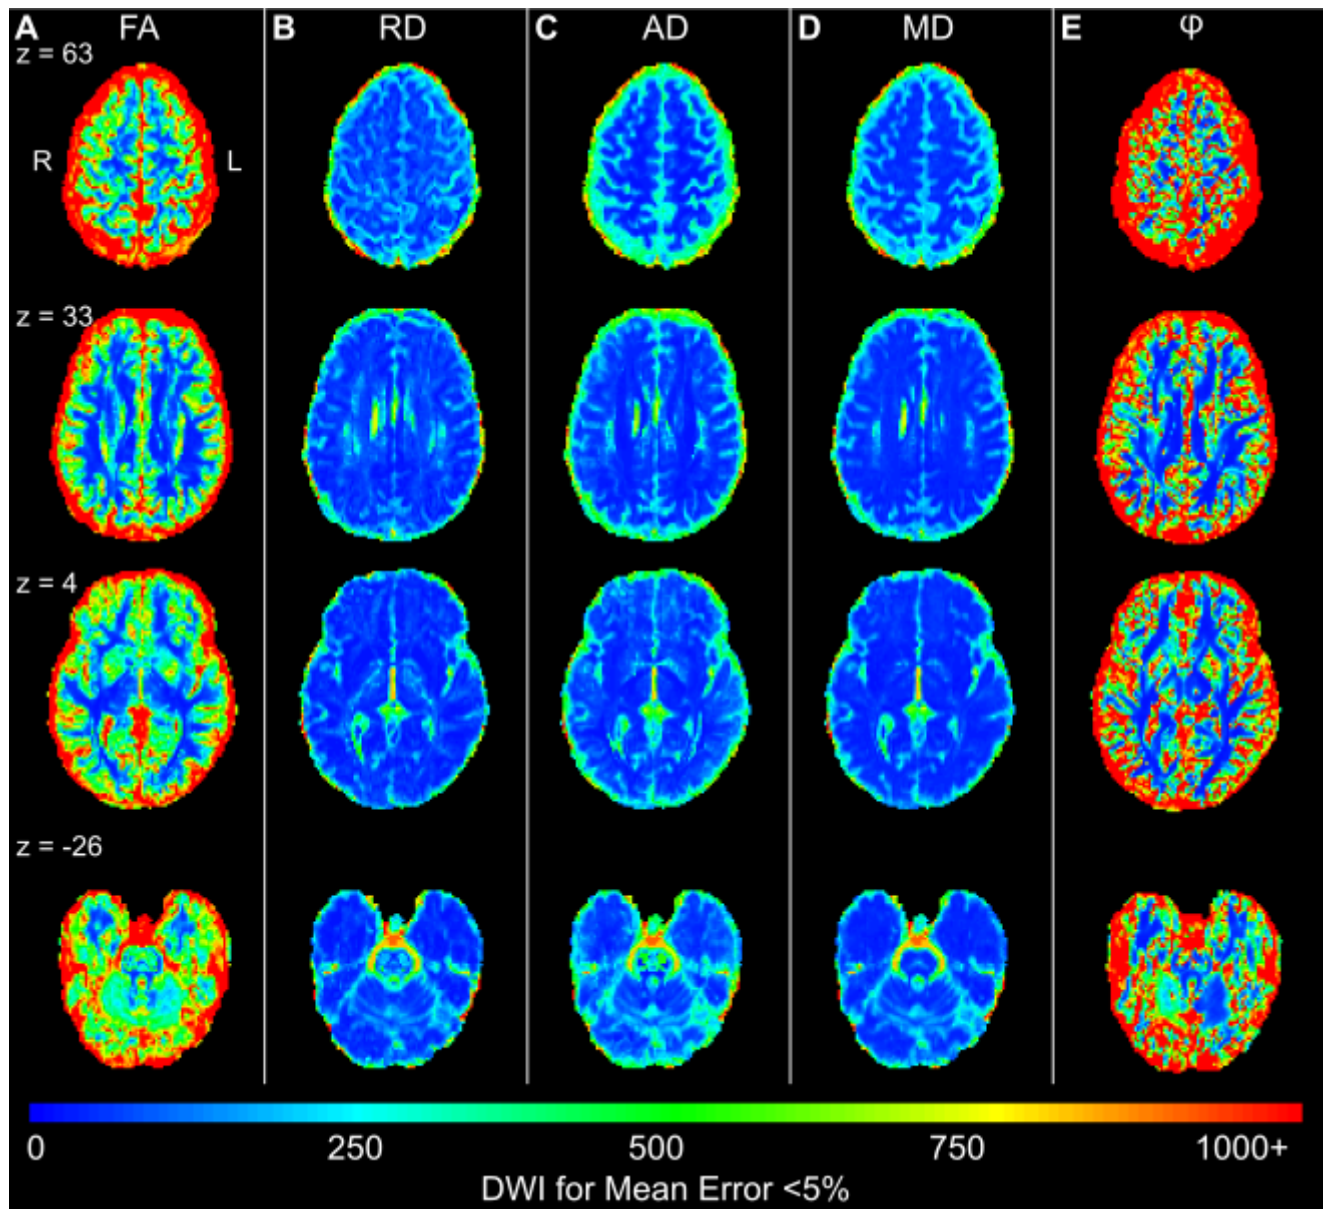 A FA B RD C AD D MD E φ
z = 63
R L
z = 33
z = 4
z = -26
0 250 500 750 1000+
DWI for Mean Error <5%